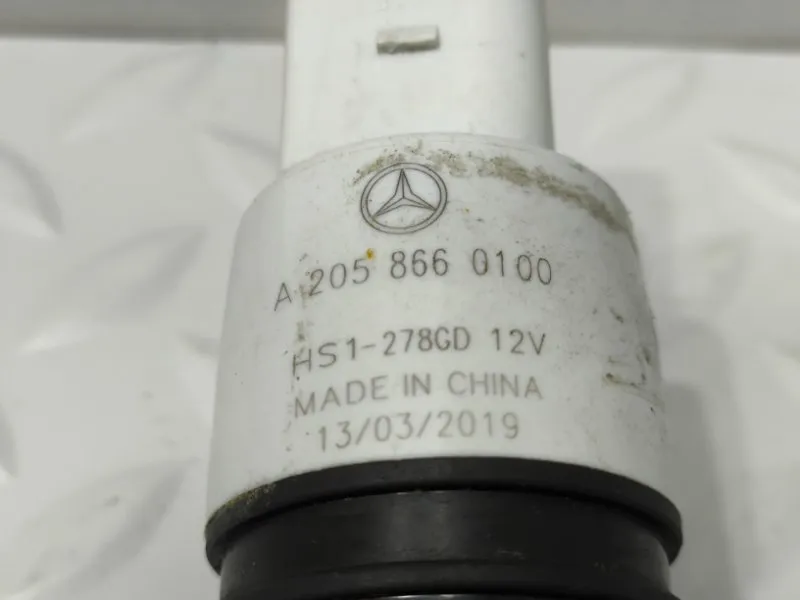 A 205 866 0100
HS1-278GD 12V
MADE IN CHINA
13/03/2019